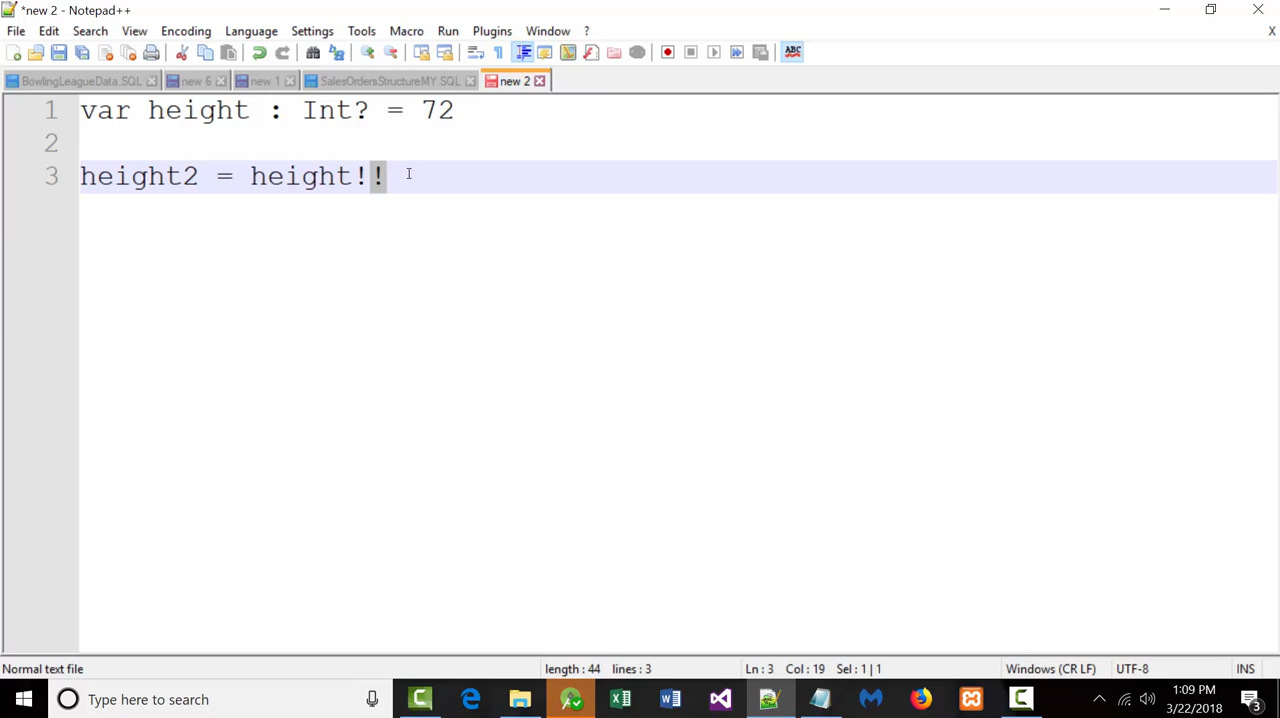 *new 2 - Notepad++
File Edit Search View Encoding Language Settings Tools Macro Run Plugins Window ?
ABC
BowlingLeagueData.SQL new 6 new 1 SalesOrdersStructureMY.SQL new 2
1 var height : Int? = 72
2
3 height2 = height!!
Normal text file length : 44 lines : 3 Ln : 3 Col : 19 Sel : 1 | 1 Windows (CR LF) UTF-8 INS
Type here to search
1:09 PM
3/22/2018
3